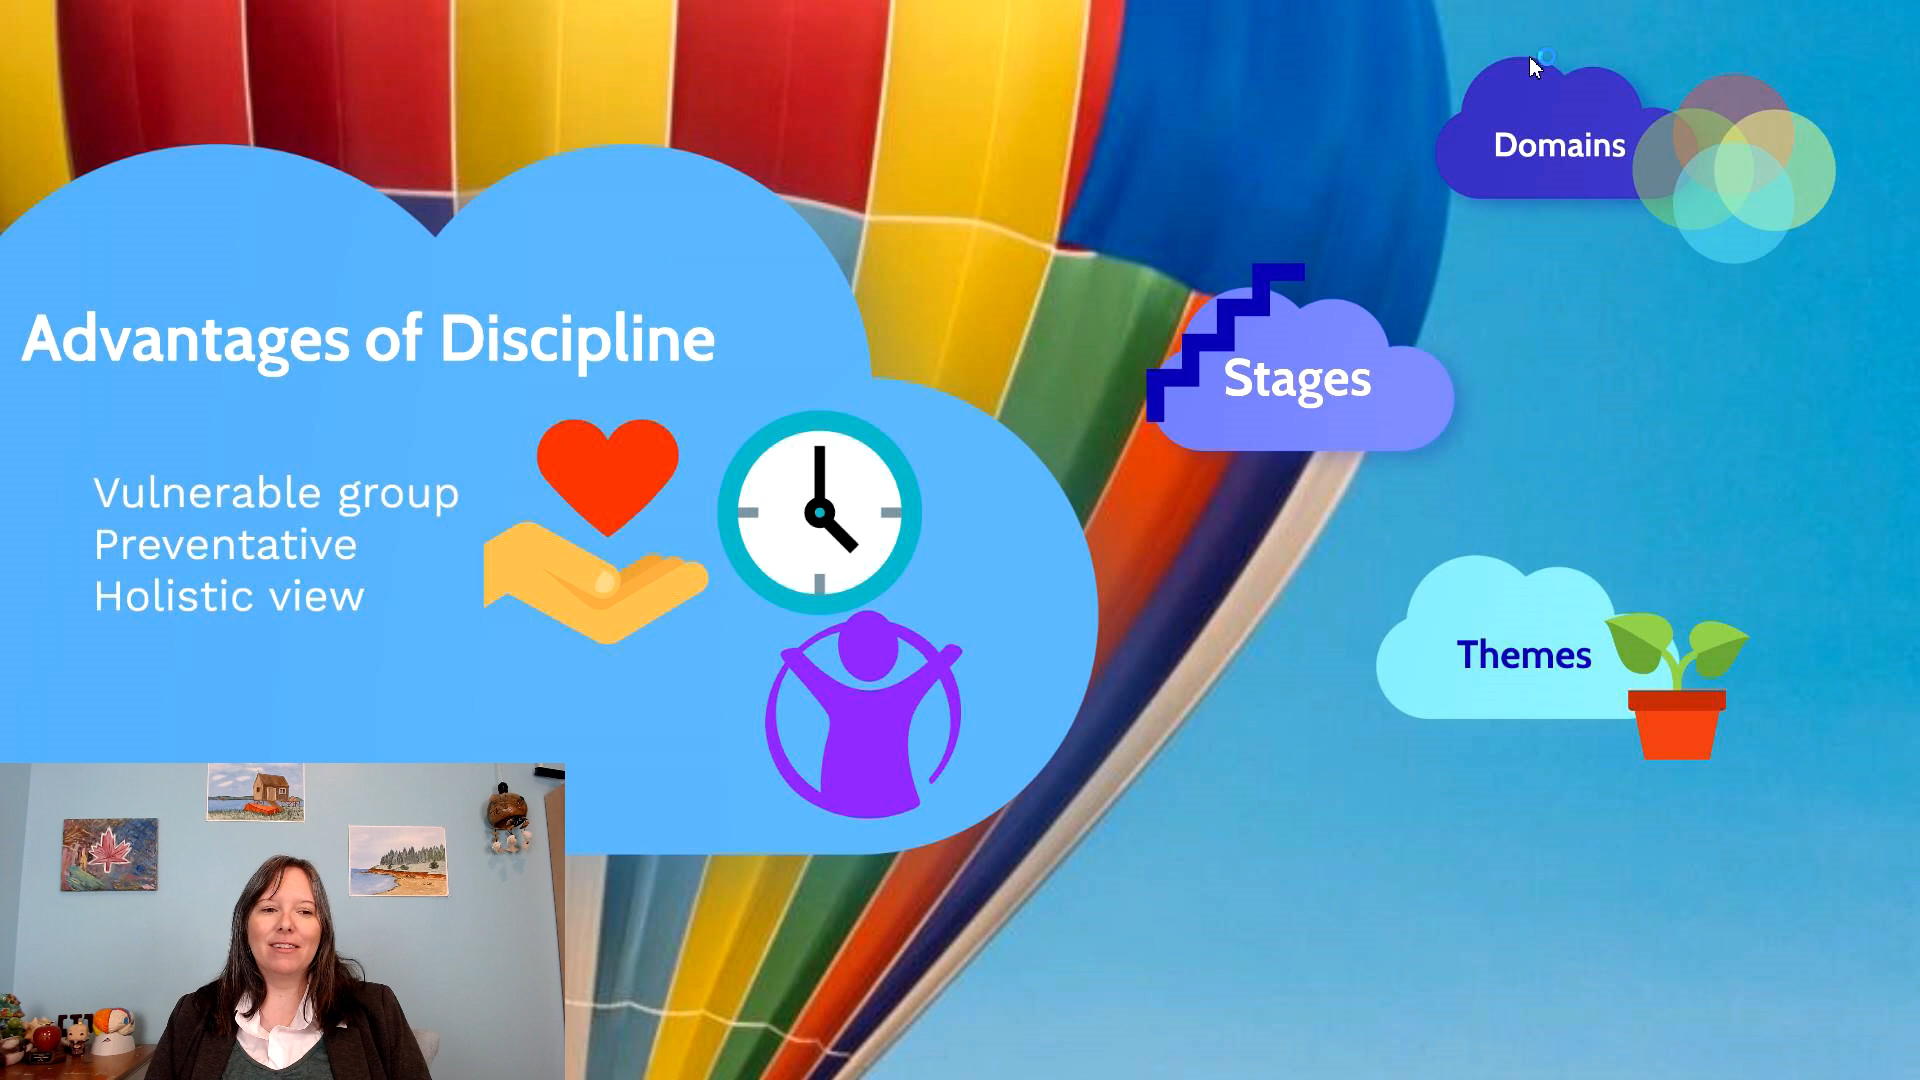 Domains
Advantages of Discipline
Stages
Vulnerable group
Preventative
Holistic view
Themes